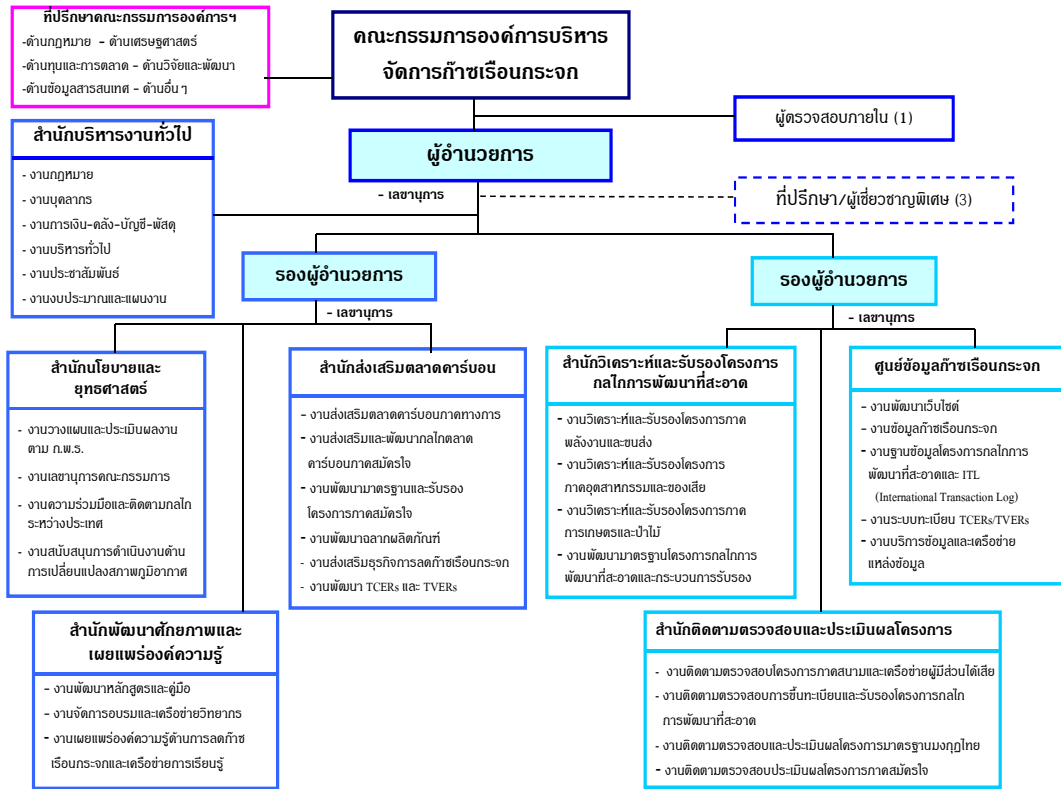 ที่ปรึกษาคณะกรรมการองค์การฯ
-ด้านกฎหมาย - ด้านเศรษฐศาสตร์
-ด้านทุนและการตลาด - ด้านวิจัยและพัฒนา
-ด้านข้อมูลสารสนเทศ - ด้านอื่นๆ
คณะกรรมการองค์การบริหาร
จัดการก๊าซเรือนกระจก
ผู้ตรวจสอบภายใน (1)
สำนักบริหารงานทั่วไป
- งานกฎหมาย
- งานบุคลากร
- งานการเงิน-คลัง-บัญชี-พัสดุ
- งานบริหารทั่วไป
- งานประชาสัมพันธ์
- งานงบประมาณและแผนงาน
ผู้อำนวยการ
- เลขานุการ
ที่ปรึกษา/ผู้เชี่ยวชาญพิเศษ (3)
รองผู้อำนวยการ
- เลขานุการ
รองผู้อำนวยการ
- เลขานุการ
สำนักนโยบายและ
ยุทธศาสตร์
- งานวางแผนและประเมินผลงาน
ตาม ก.พ.ร.
- งานเลขานุการคณะกรรมการ
- งานความร่วมมือและติดตามกลไก
ระหว่างประเทศ
- งานสนับสนุนการดำเนินงานด้าน
การเปลี่ยนแปลงสภาพภูมิอากาศ
สำนักส่งเสริมตลาดคาร์บอน
- งานส่งเสริมตลาดคาร์บอนภาคทางการ
- งานส่งเสริมและพัฒนากลไกตลาด
คาร์บอนภาคสมัครใจ
- งานพัฒนามาตรฐานและรับรอง
โครงการภาคสมัครใจ
- งานพัฒนาฉลากผลิตภัณฑ์
- งานส่งเสริมธุรกิจการลดก๊าซเรือนกระจก
- งานพัฒนา TCERs และ TVERs
สำนักวิเคราะห์และรับรองโครงการ
กลไกการพัฒนาที่สะอาด
- งานวิเคราะห์และรับรองโครงการภาค
พลังงานและขนส่ง
- งานวิเคราะห์และรับรองโครงการ
ภาคอุตสาหกรรมและของเสีย
- งานวิเคราะห์และรับรองโครงการภาค
การเกษตรและป่าไม้
- งานพัฒนามาตรฐานโครงการกลไกการ
พัฒนาที่สะอาดและกระบวนการรับรอง
ศูนย์ข้อมูลก๊าซเรือนกระจก
- งานพัฒนาเว็บไซต์
- งานข้อมูลก๊าซเรือนกระจก
- งานฐานข้อมูลโครงการกลไกการ
พัฒนาที่สะอาดและ ITL
(International Transaction Log)
- งานระบบทะเบียน TCERs/TVERs
- งานบริการข้อมูลและเครือข่าย
แหล่งข้อมูล
สำนักพัฒนาศักยภาพและ
เผยแพร่องค์ความรู้
- งานพัฒนาหลักสูตรและคู่มือ
- งานจัดการอบรมและเครือข่ายวิทยากร
- งานเผยแพร่องค์ความรู้ด้านการลดก๊าซ
เรือนกระจกและเครือข่ายการเรียนรู้
สำนักติดตามตรวจสอบและประเมินผลโครงการ
- งานติดตามตรวจสอบโครงการภาคสนามและเครือข่ายผู้มีส่วนได้เสีย
- งานติดตามตรวจสอบการขึ้นทะเบียนและรับรองโครงการกลไก
การพัฒนาที่สะอาด
- งานติดตามตรวจสอบและประเมินผลโครงการมาตรฐานมงกุฎไทย
- งานติดตามตรวจสอบประเมินผลโครงการภาคสมัครใจ